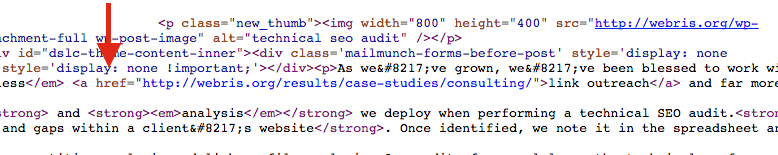 <p class="new_thumb"><img width="800" height="400" src="http://webris.org/wp-
achment-full wp-post-image" alt="technical seo audit" /></p>
iv id="dslc-theme-content-inner"><div class='mailmunch-forms-before-post' style='display: none
style='display: none !important;'></div><p>As we&#8217;ve grown, we&#8217;ve been blessed to work wi
less</em> <a href="http://webris.org/results/case-studies/consulting/">link outreach</a> and far more
strong> and <strong><em>analysis</em></strong> we deploy when performing a technical SEO audit.<stro
and gaps within a client&#8217;s website</strong>. Once identified, we note it in the spreadsheet an